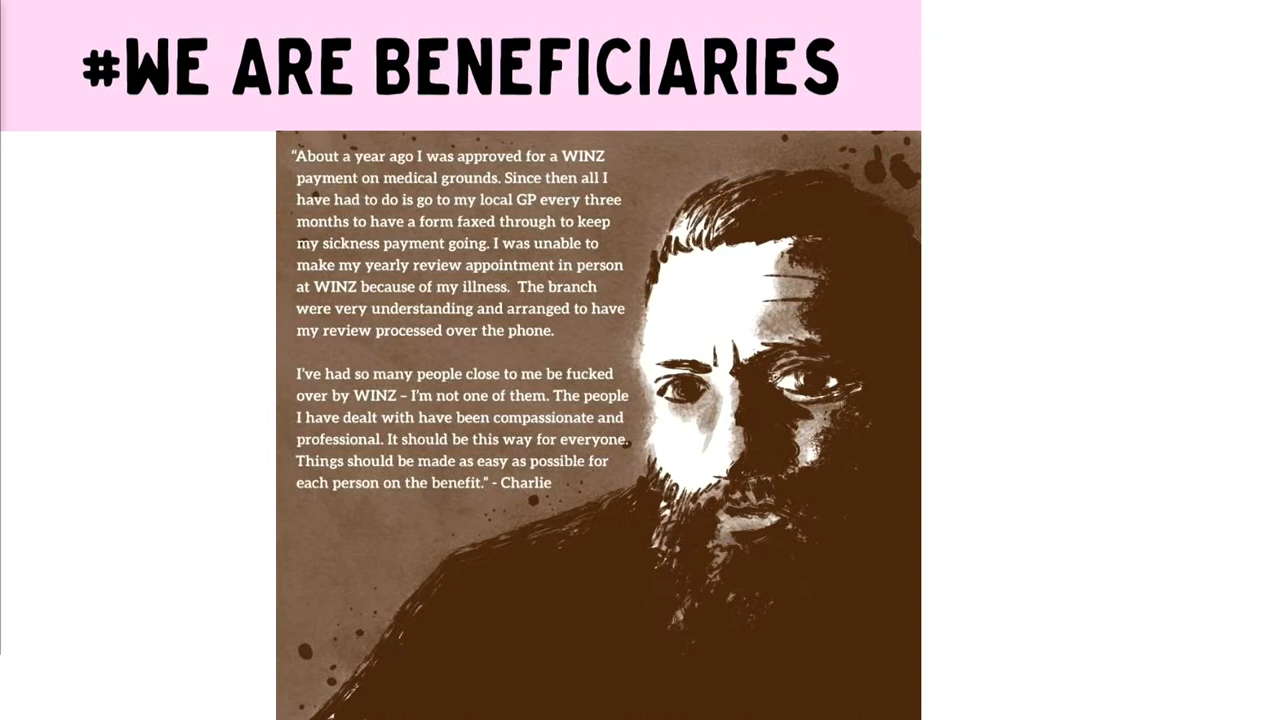 #WE ARE BENEFICIARIES
“About a year ago I was approved for a WINZ
payment on medical grounds. Since then all I
have had to do is go to my local GP every three
months to have a form faxed through to keep
my sickness payment going. I was unable to
make my yearly review appointment in person
at WINZ because of my illness.  The branch
were very understanding and arranged to have
my review processed over the phone.
I’ve had so many people close to me be fucked
over by WINZ – I’m not one of them. The people
I have dealt with have been compassionate and
professional. It should be this way for everyone.
Things should be made as easy as possible for
each person on the benefit.” - Charlie